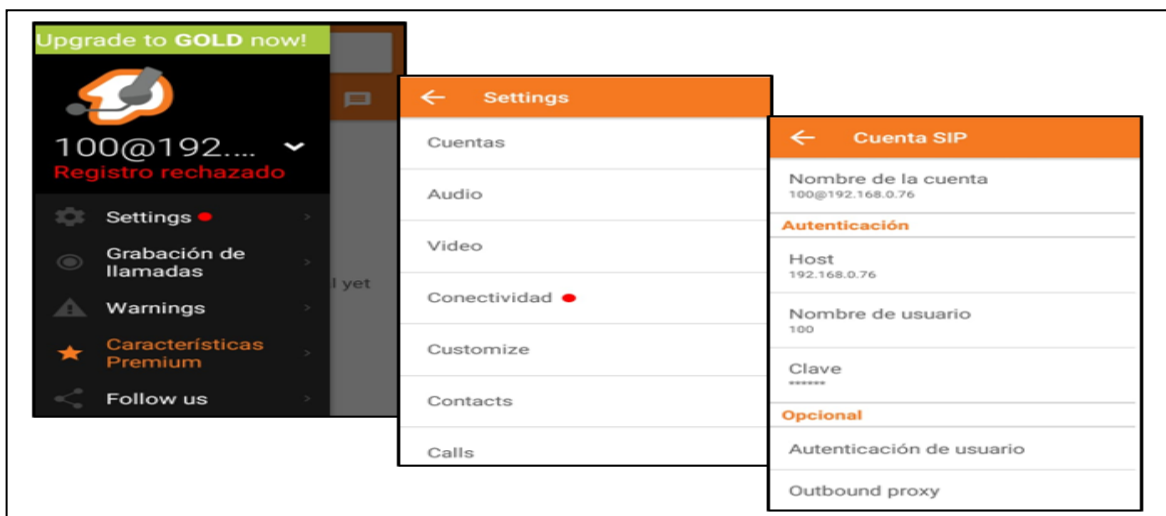 Upgrade to GOLD now!
100@192....
Registro rechazado
Settings
Grabación de
llamadas
Warnings
Características
Premium
Follow us
l yet
Settings
Cuentas
Audio
Video
Conectividad
Customize
Contacts
Calls
Cuenta SIP
Nombre de la cuenta
100@192.168.0.76
Autenticación
Host
192.168.0.76
Nombre de usuario
100
Clave
******
Opcional
Autenticación de usuario
Outbound proxy